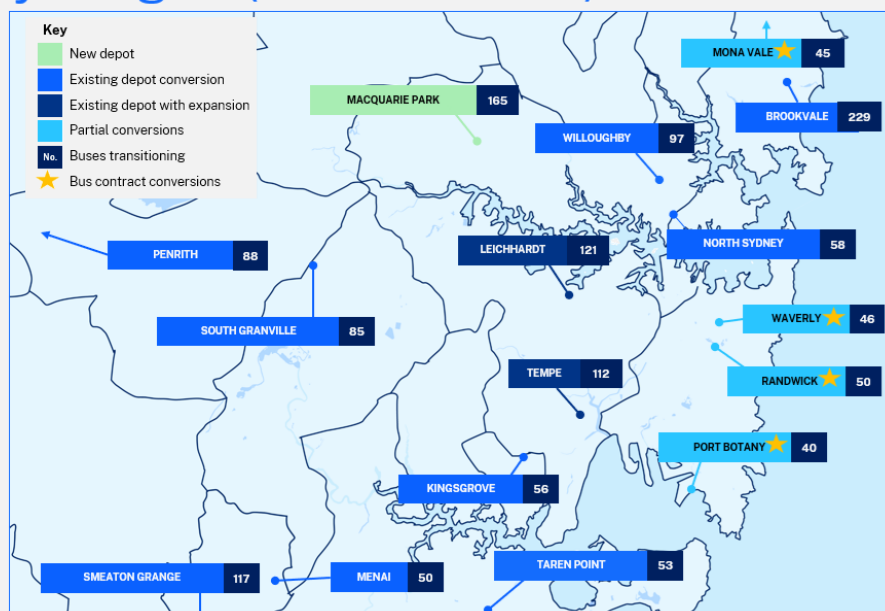 Key
New depot
Existing depot conversion
Existing depot with expansion
Partial conversions
No. Buses transitioning
Bus contract conversions
MONA VALE 45
BROOKVALE 229
MACQUARIE PARK 165
WILLOUGHBY 97
NORTH SYDNEY 58
LEICHHARDT 121
PENRITH 88
SOUTH GRANVILLE 85
WAVERLY 46
TEMPE 112
RANDWICK 50
PORT BOTANY 40
KINGSGROVE 56
TAREN POINT 53
SMEATON GRANGE 117
MENAI 50